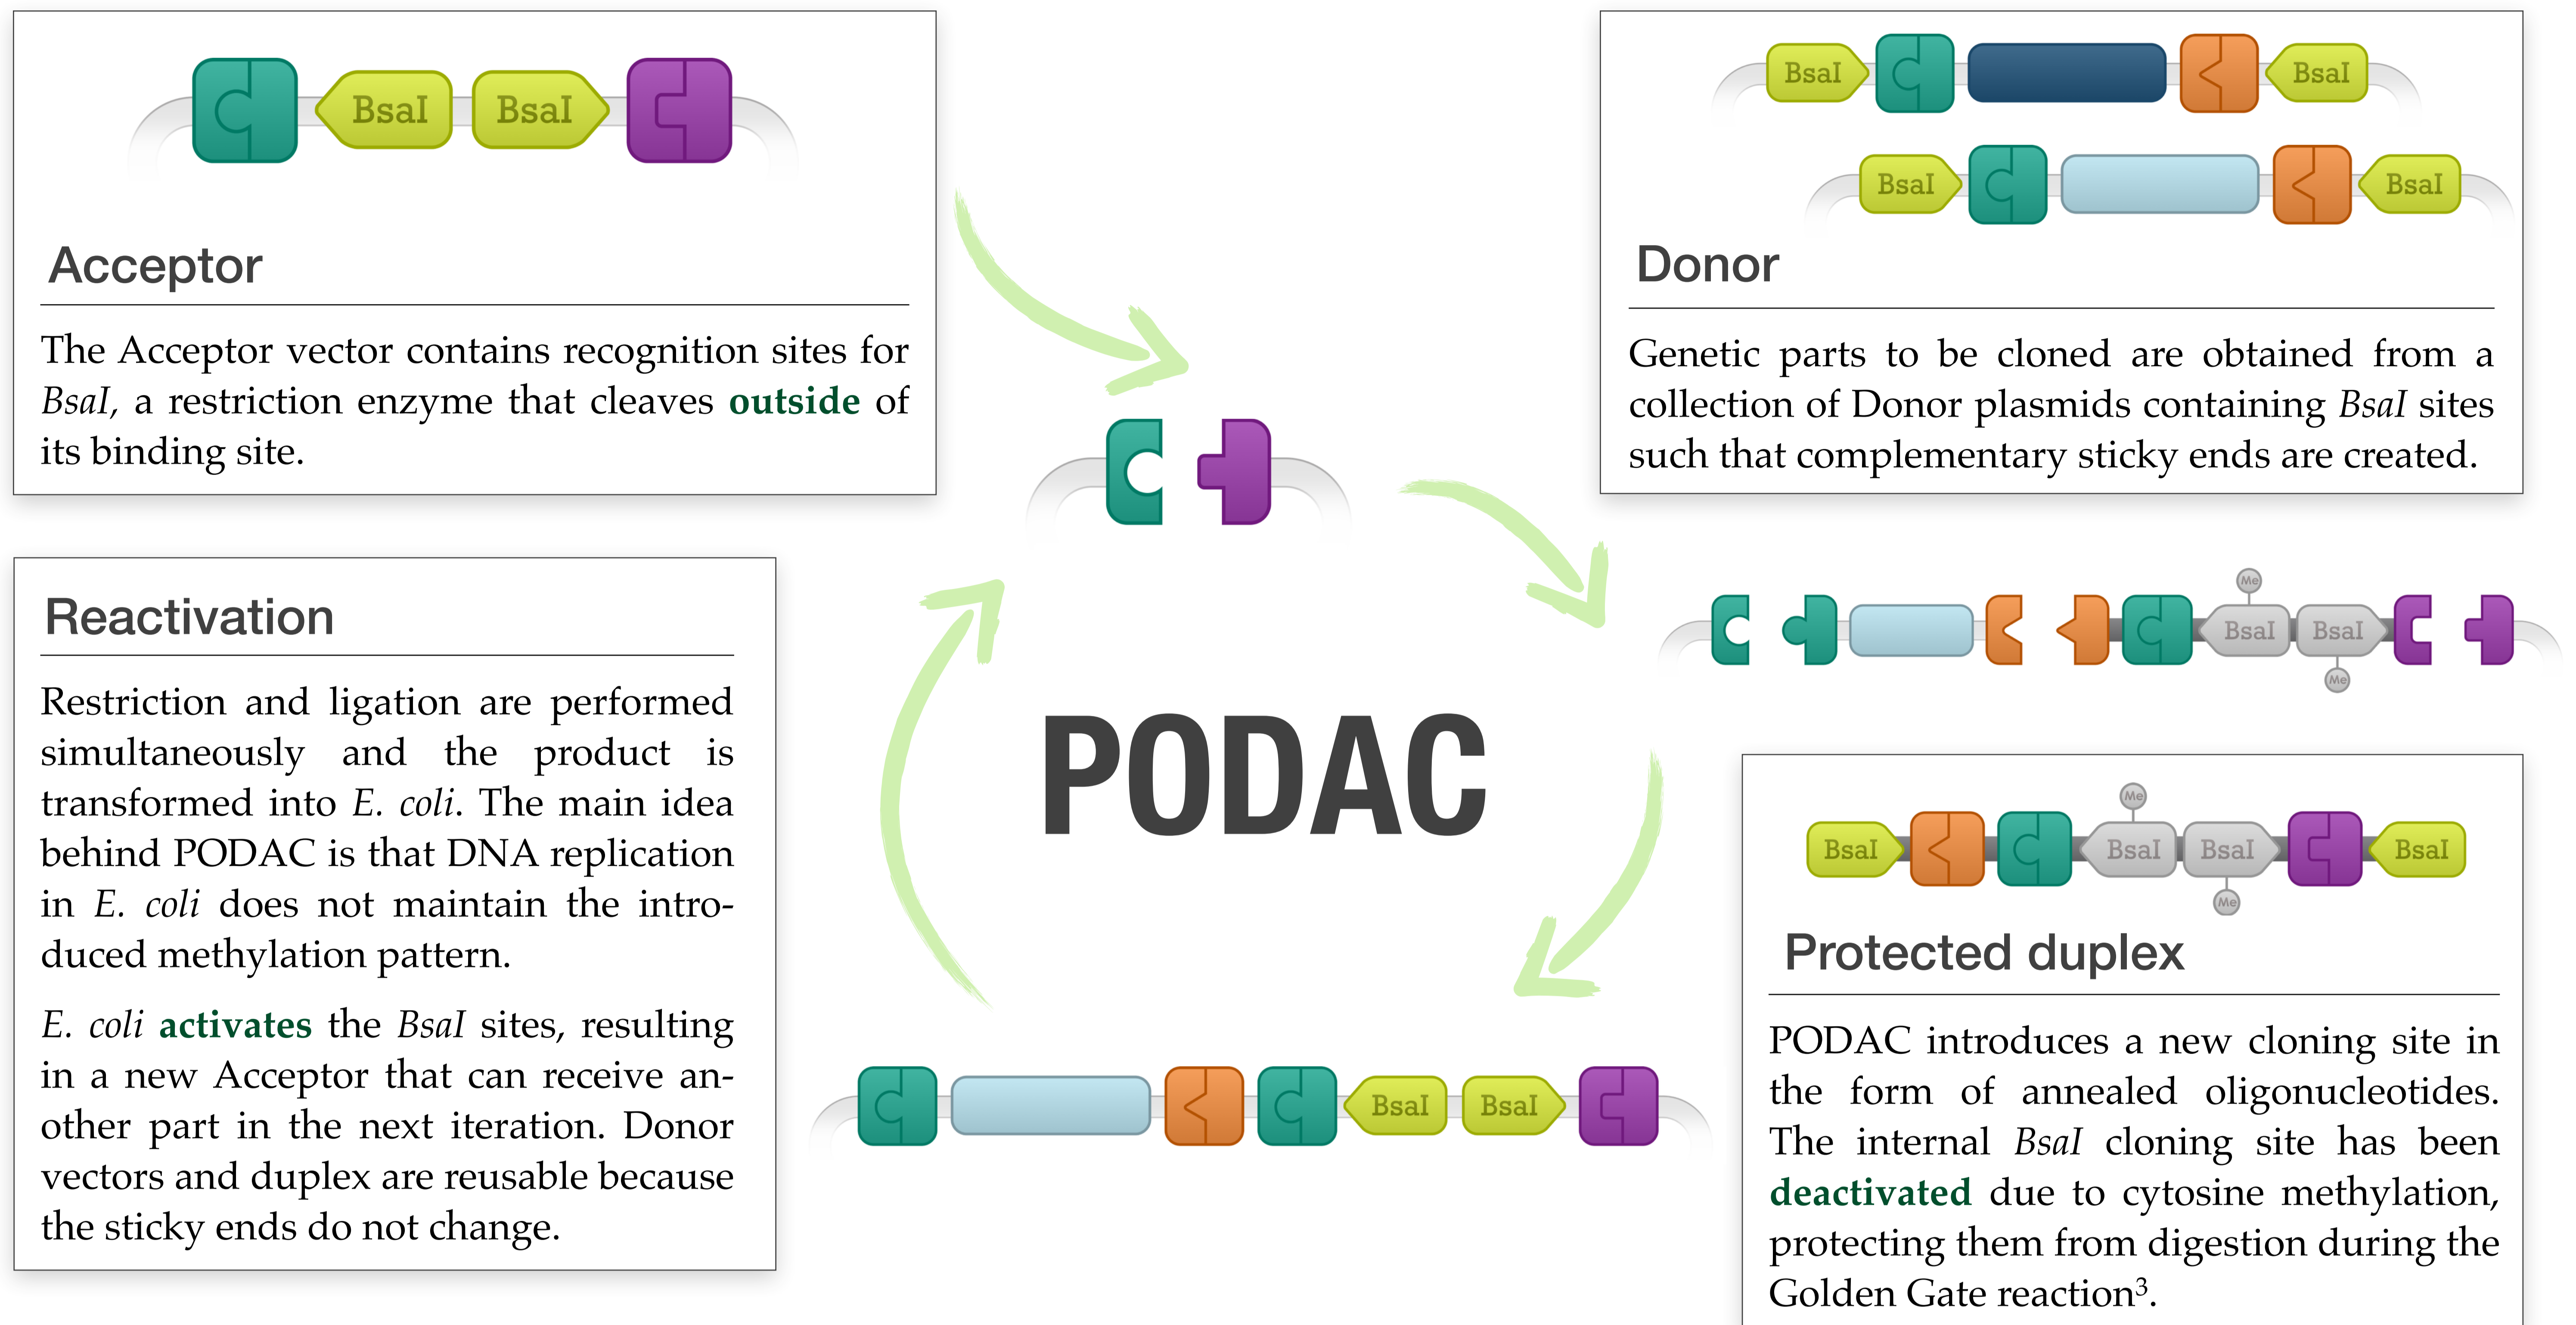 BsaI BsaI
Acceptor
The Acceptor vector contains recognition sites for
BsaI, a restriction enzyme that cleaves outside of
its binding site.
BsaI BsaI
BsaI BsaI
Donor
Genetic parts to be cloned are obtained from a
collection of Donor plasmids containing BsaI sites
such that complementary sticky ends are created.
Me
BsaI BsaI
Me
Reactivation
Restriction and ligation are performed
simultaneously and the product is
transformed into E. coli. The main idea
behind PODAC is that DNA replication
in E. coli does not maintain the intro-
duced methylation pattern.
E. coli activates the BsaI sites, resulting
in a new Acceptor that can receive an-
other part in the next iteration. Donor
vectors and duplex are reusable because
the sticky ends do not change.
PODAC
Me
BsaI BsaI BsaI BsaI
Me
Protected duplex
PODAC introduces a new cloning site in
the form of annealed oligonucleotides.
The internal BsaI cloning site has been
deactivated due to cytosine methylation,
protecting them from digestion during the
Golden Gate reaction³.
BsaI BsaI